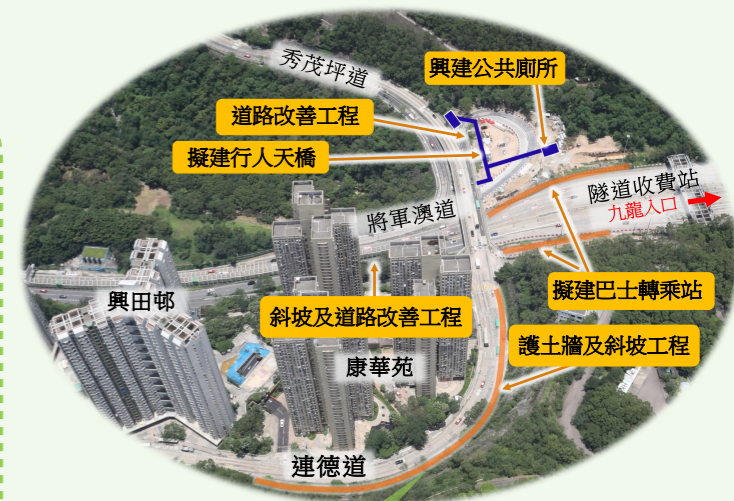 秀茂坪道
興建公共廁所
道路改善工程
擬建行人天橋
隧道收費站
九龍入口
將軍澳道
擬建巴士轉乘站
興田邨
斜坡及道路改善工程
護土牆及斜坡工程
康華苑
連德道